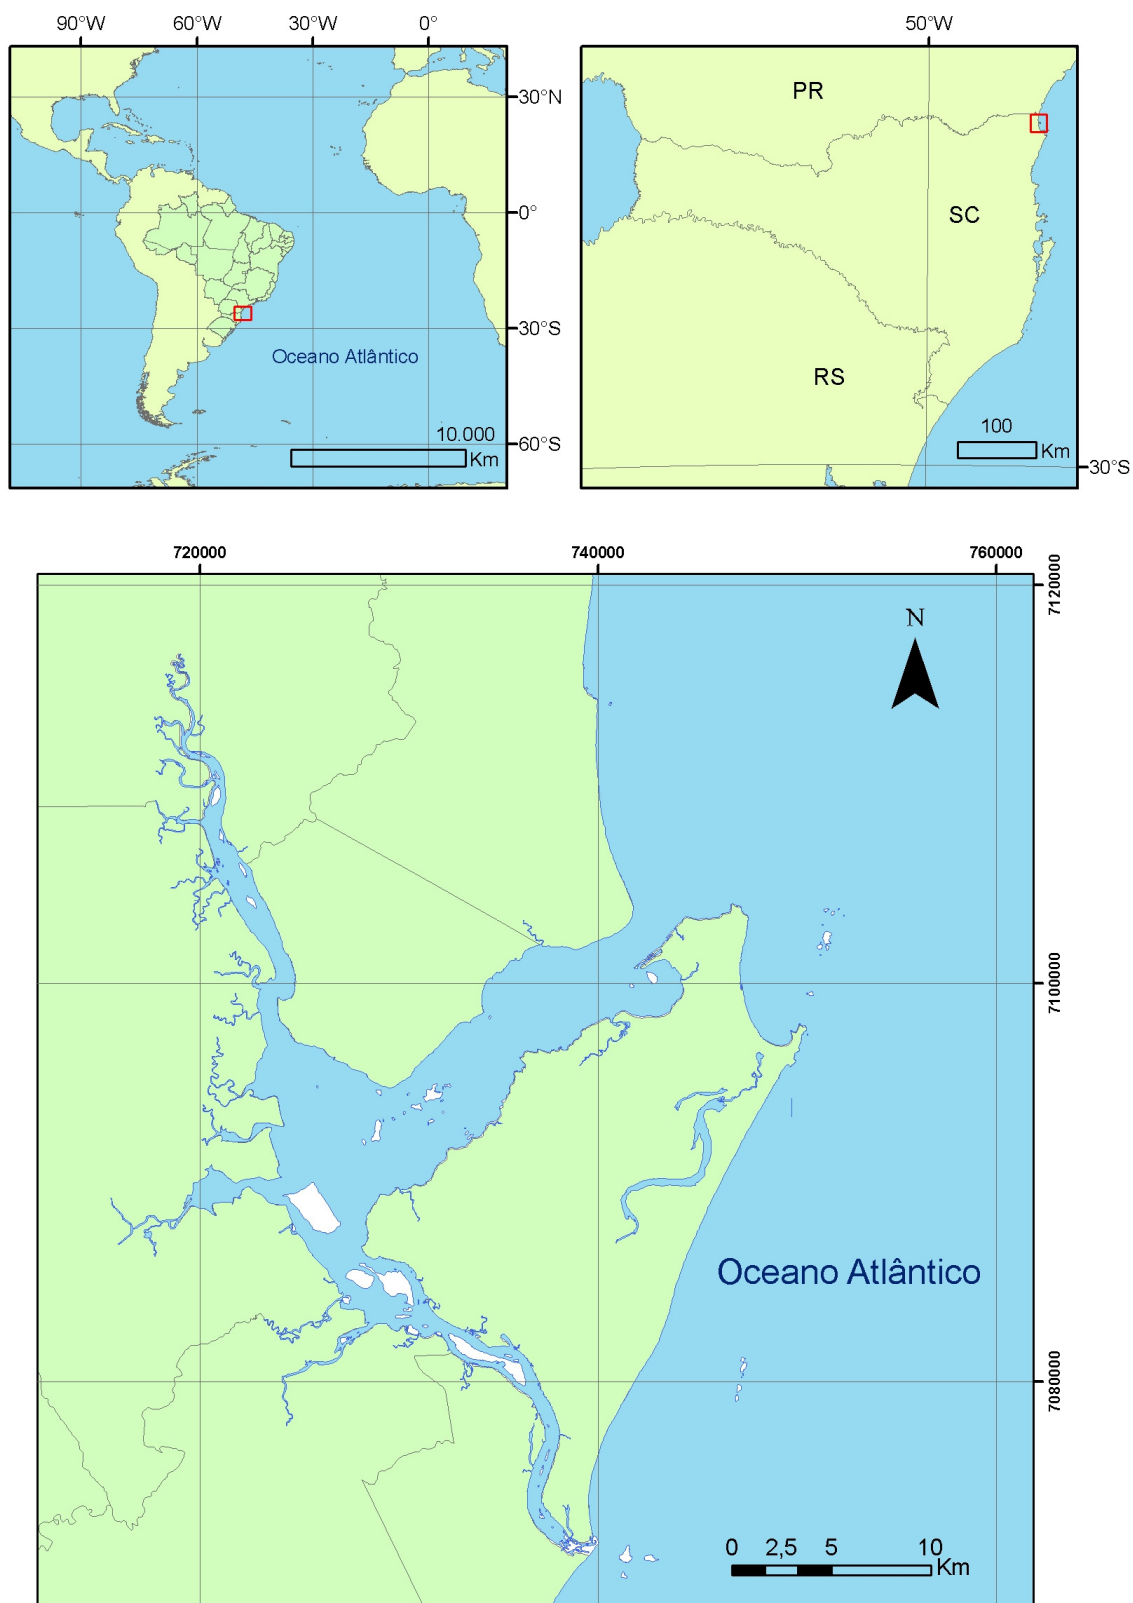 90°W 60°W 30°W 0°
30°N
0°
30°S
60°S
Oceano Atlântico
10.000
Km
50°W
PR
SC
RS
100
Km
30°S
720000 740000 760000
7120000
N
7100000
Oceano Atlântico
7080000
0 2,5 5 10
Km